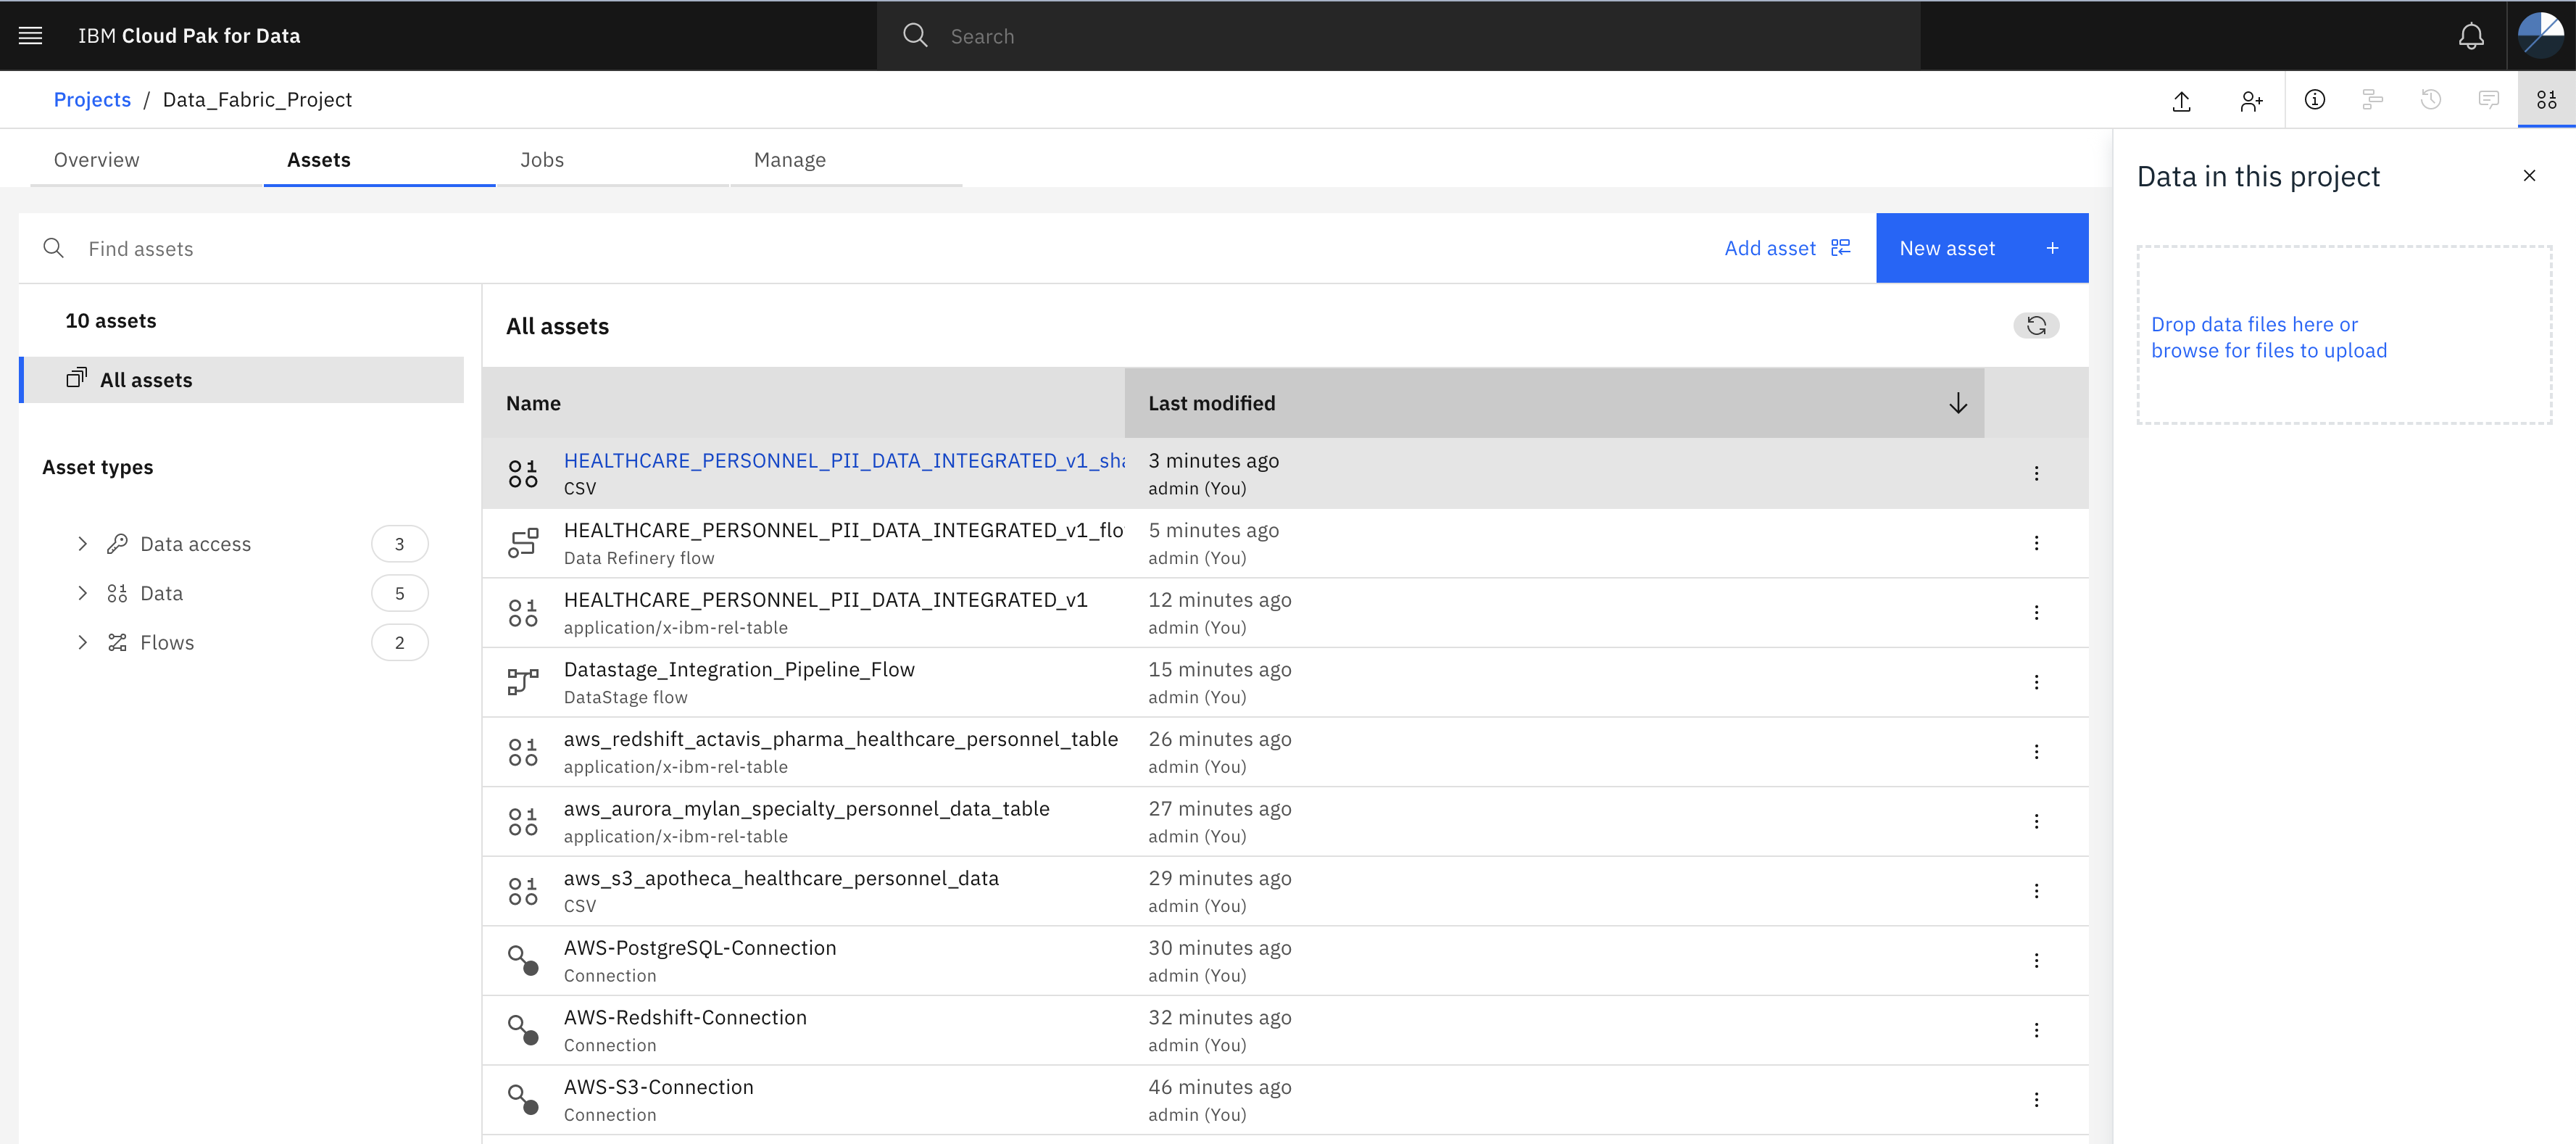 IBM Cloud Pak for Data
Search
Projects / Data_Fabric_Project
Overview
Assets
Jobs
Manage
Find assets
Add asset
New asset +
10 assets
All assets
Asset types
Data access 3
Data 5
Flows 2
All assets
Name
Last modified
HEALTHCARE_PERSONNEL_PII_DATA_INTEGRATED_v1_sha
CSV
3 minutes ago
admin (You)
HEALTHCARE_PERSONNEL_PII_DATA_INTEGRATED_v1_flo
Data Refinery flow
5 minutes ago
admin (You)
HEALTHCARE_PERSONNEL_PII_DATA_INTEGRATED_v1
application/x-ibm-rel-table
12 minutes ago
admin (You)
Datastage_Integration_Pipeline_Flow
DataStage flow
15 minutes ago
admin (You)
aws_redshift_actavis_pharma_healthcare_personnel_table
application/x-ibm-rel-table
26 minutes ago
admin (You)
aws_aurora_mylan_specialty_personnel_data_table
application/x-ibm-rel-table
27 minutes ago
admin (You)
aws_s3_apotheca_healthcare_personnel_data
CSV
29 minutes ago
admin (You)
AWS-PostgreSQL-Connection
Connection
30 minutes ago
admin (You)
AWS-Redshift-Connection
Connection
32 minutes ago
admin (You)
AWS-S3-Connection
Connection
46 minutes ago
admin (You)
Data in this project
Drop data files here or
browse for files to upload